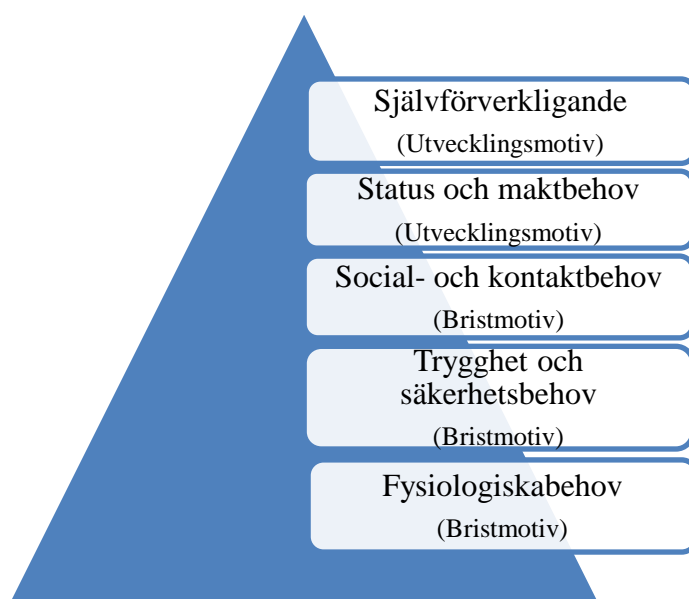 Självförverkligande
(Utvecklingsmotiv)
Status och maktbehov
(Utvecklingsmotiv)
Social- och kontaktbehov
(Bristmotiv)
Trygghet och
säkerhetsbehov
(Bristmotiv)
Fysiologiskabehov
(Bristmotiv)